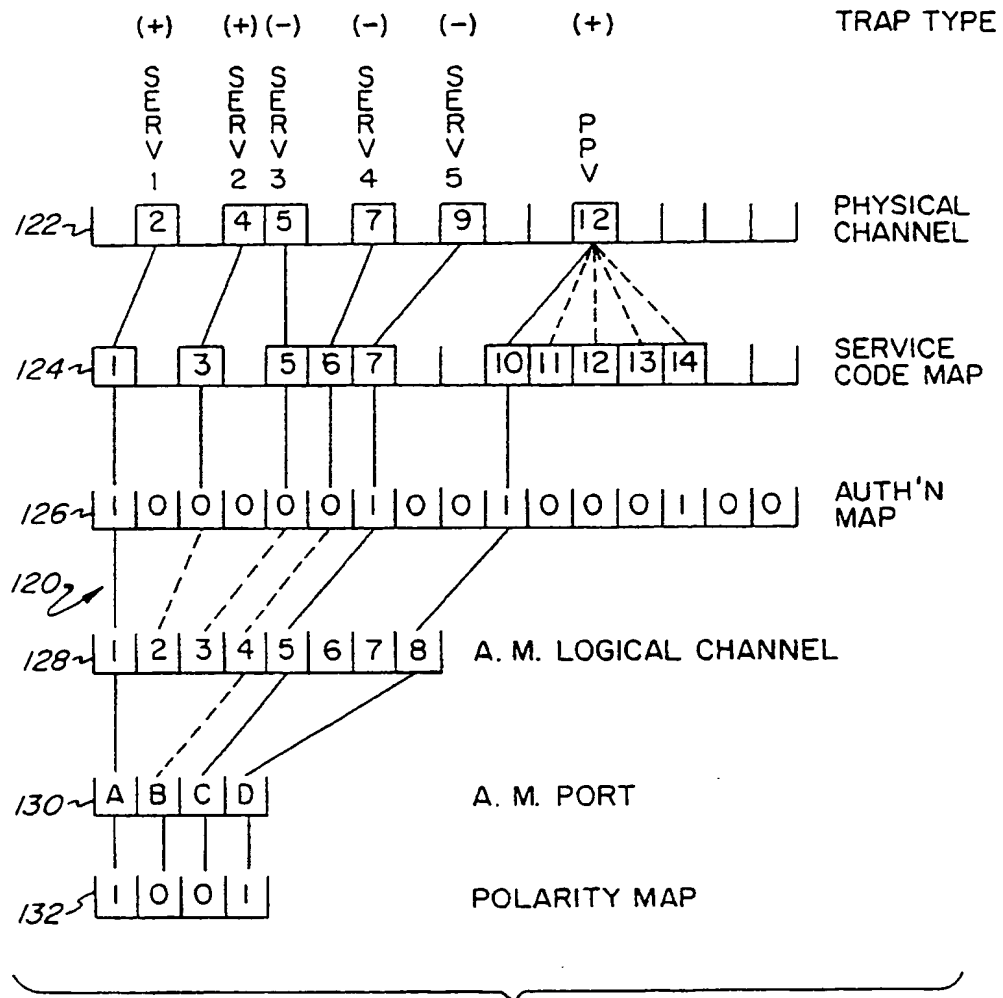 (+) (+) (-) (-) (-) (+) TRAP TYPE
SERV 1
SERV 2
SERV 3
SERV 4
SERV 5
PPV
122 2 4 5 7 9 12 PHYSICAL CHANNEL
124 1 3 5 6 7 10 11 12 13 14 SERVICE CODE MAP
126 1 0 0 0 0 0 1 0 0 1 0 0 0 1 0 0 AUTH'N MAP
120
128 1 2 3 4 5 6 7 8 A. M. LOGICAL CHANNEL
130 A B C D A. M. PORT
132 1 0 0 1 POLARITY MAP